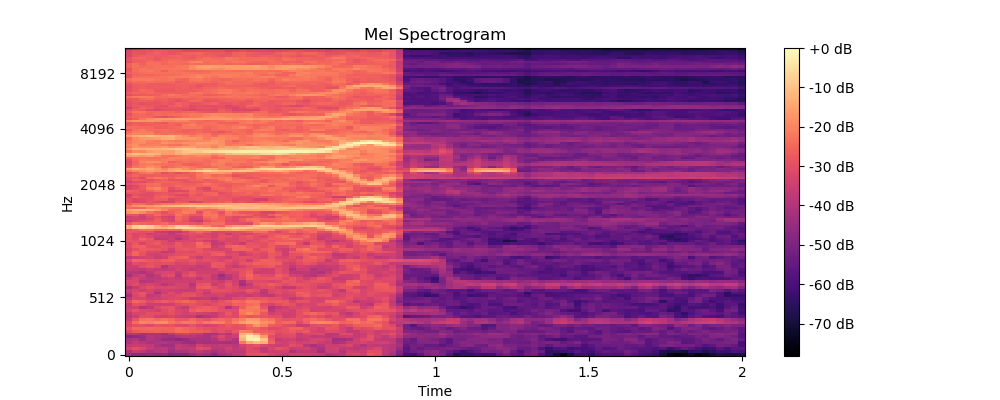 Mel Spectrogram
8192
4096
2048
1024
512
0
Hz
0
0.5
1
1.5
2
Time
+0 dB
-10 dB
-20 dB
-30 dB
-40 dB
-50 dB
-60 dB
-70 dB